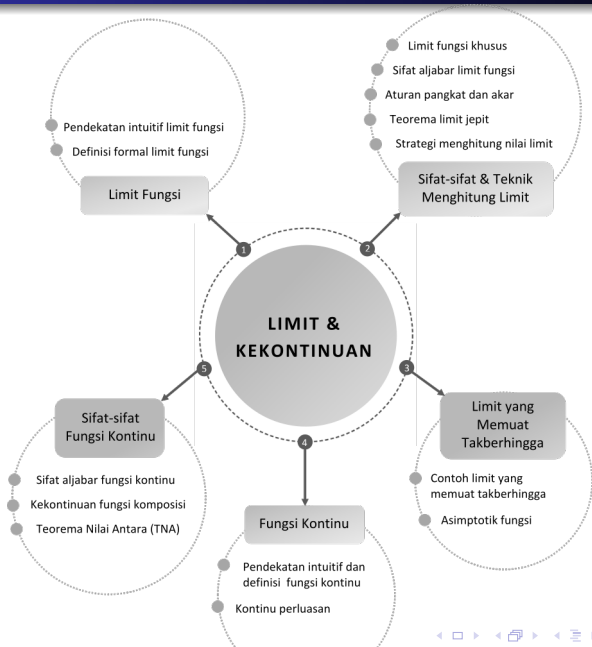 Pendekatan intuitif limit fungsi
Definisi formal limit fungsi
Limit Fungsi
1
Limit fungsi khusus
Sifat aljabar limit fungsi
Aturan pangkat dan akar
Teorema limit jepit
Strategi menghitung nilai limit
Sifat-sifat & Teknik
Menghitung Limit
2
LIMIT &
KEKONTINUAN
3
Limit yang
Memuat
Takberhingga
Contoh limit yang
memuat takberhingga
Asimptotik fungsi
4
Fungsi Kontinu
Pendekatan intuitif dan
definisi fungsi kontinu
Kontinu perluasan
5
Sifat-sifat
Fungsi Kontinu
Sifat aljabar fungsi kontinu
Kekontinuan fungsi komposisi
Teorema Nilai Antara (TNA)